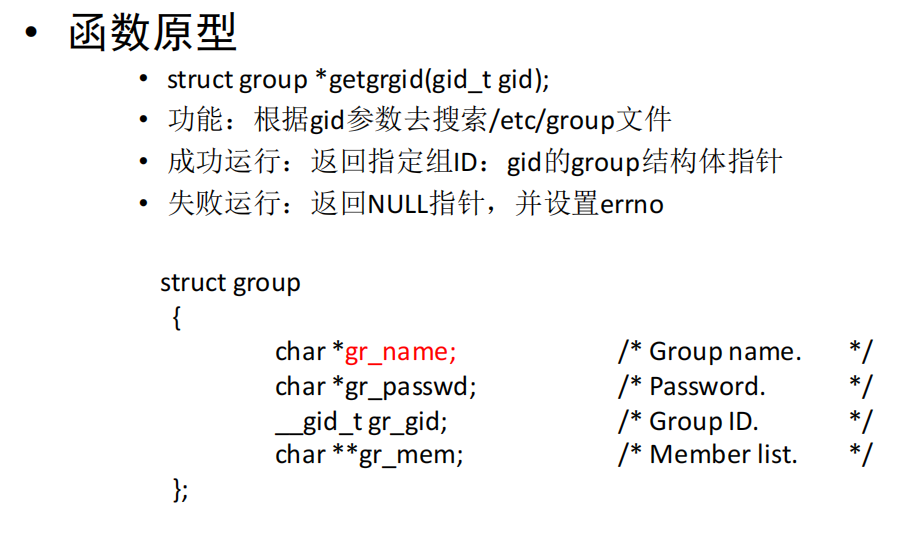 • 函数原型
• struct group *getgrgid(gid_t gid);
• 功能：根据gid参数去搜索/etc/group文件
• 成功运行：返回指定组ID：gid的group结构体指针
• 失败运行：返回NULL指针，并设置errno
struct group
{
char *gr_name; /* Group name. */
char *gr_passwd; /* Password. */
__gid_t gr_gid; /* Group ID. */
char **gr_mem; /* Member list. */
};